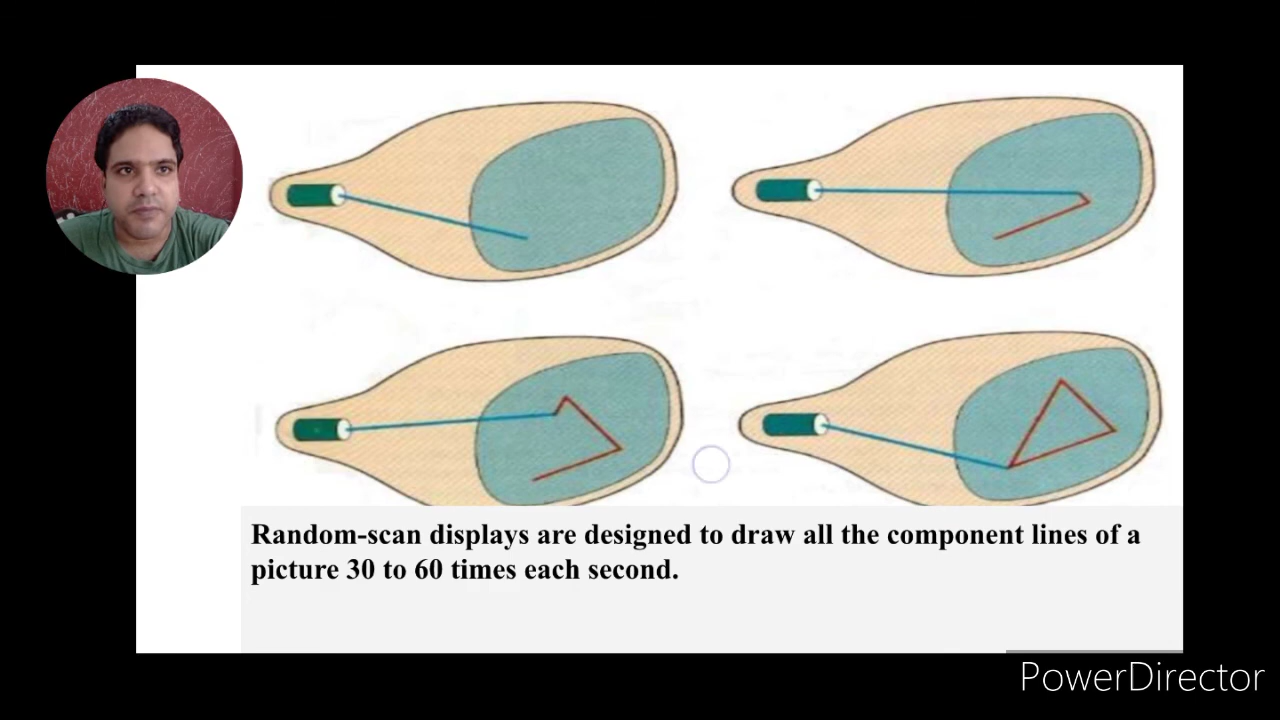 Random-scan displays are designed to draw all the component lines of a
picture 30 to 60 times each second.
PowerDirector